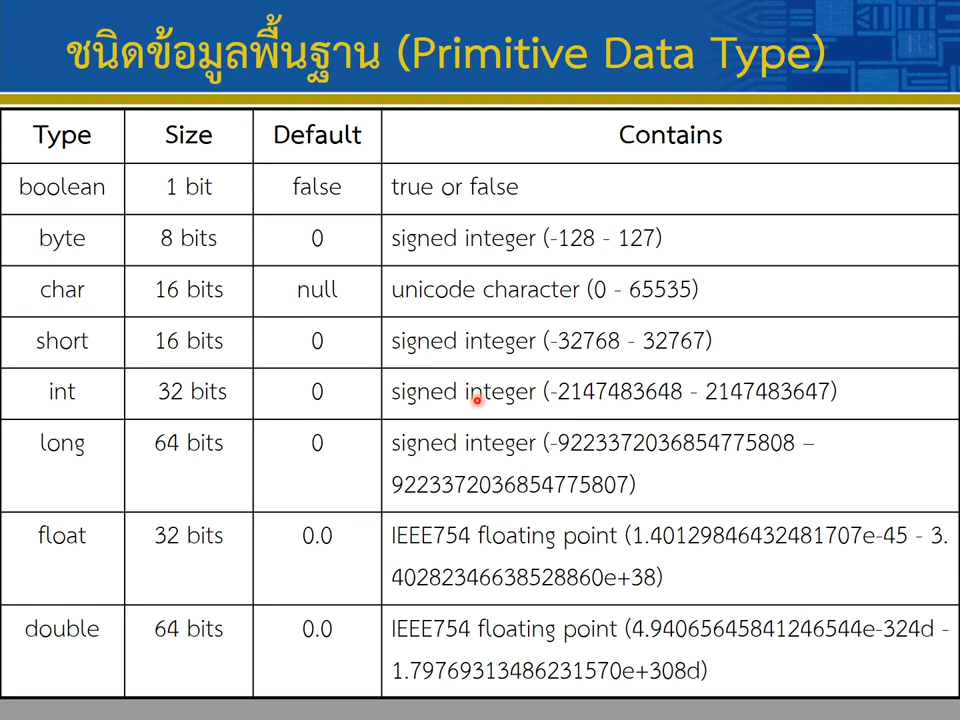 ชนิดข้อมูลพื้นฐาน (Primitive Data Type)
Type Size Default Contains
boolean 1 bit false true or false
byte 8 bits 0 signed integer (-128 - 127)
char 16 bits null unicode character (0 - 65535)
short 16 bits 0 signed integer (-32768 - 32767)
int 32 bits 0 signed integer (-2147483648 - 2147483647)
long 64 bits 0 signed integer (-9223372036854775808 –
9223372036854775807)
float 32 bits 0.0 IEEE754 floating point (1.40129846432481707e-45 - 3.
40282346638528860e+38)
double 64 bits 0.0 IEEE754 floating point (4.94065645841246544e-324d -
1.79769313486231570e+308d)